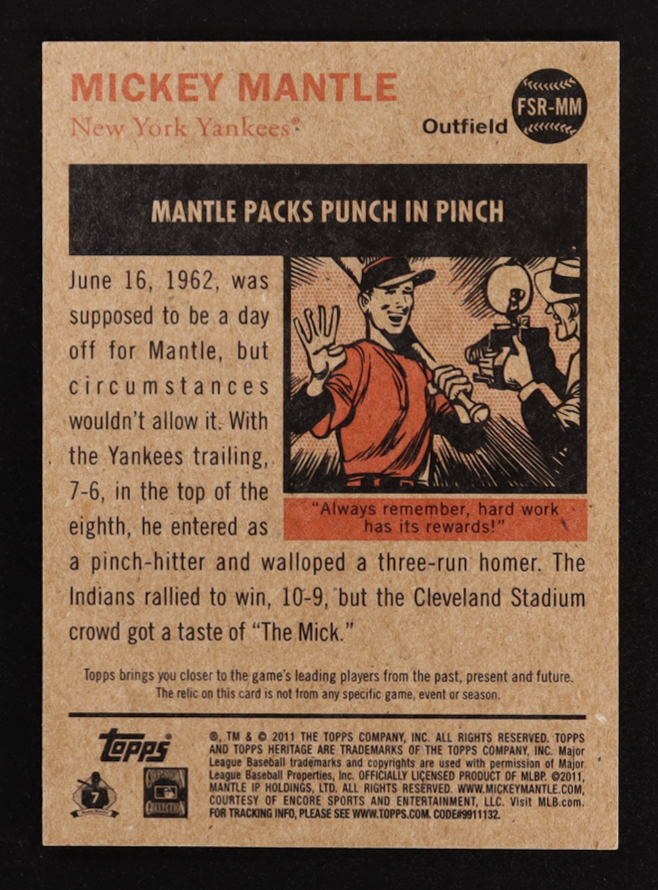 MICKEY MANTLE
New York Yankees®
Outfield
FSR-MM
MANTLE PACKS PUNCH IN PINCH
June 16, 1962, was
supposed to be a day
off for Mantle, but
circumstances
wouldn't allow it. With
the Yankees trailing,
7-6, in the top of the
eighth, he entered as
"Always remember, hard work
has its rewards!"
a pinch-hitter and walloped a three-run homer. The
Indians rallied to win, 10-9, but the Cleveland Stadium
crowd got a taste of "The Mick."
Topps brings you closer to the game's leading players from the past, present and future.
The relic on this card is not from any specific game, event or season.
topps®
7
COOPERSTOWN
COLLECTION
®, TM & © 2011 THE TOPPS COMPANY, INC. ALL RIGHTS RESERVED. TOPPS
AND TOPPS HERITAGE ARE TRADEMARKS OF THE TOPPS COMPANY, INC. Major
League Baseball trademarks and copyrights are used with permission of Major
League Baseball Properties, Inc. OFFICIALLY LICENSED PRODUCT OF MLBP. ©2011,
MANTLE IP HOLDINGS, LTD. ALL RIGHTS RESERVED. WWW.MICKEYMANTLE.COM,
COURTESY OF ENCORE SPORTS AND ENTERTAINMENT, LLC. Visit MLB.com.
FOR TRACKING INFO, PLEASE SEE WWW.TOPPS.COM. CODE#9911132.